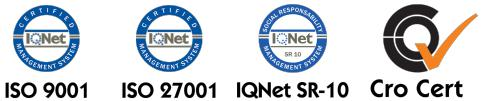 CERTIFIED
IQNet
MANAGEMENT SYSTEM
CERTIFIED
IQNet
MANAGEMENT SYSTEM
SOCIAL RESPONSABILITY
IQNet
SR 10
MANAGEMENT SYSTEM
ISO 9001
ISO 27001
IQNet SR-10
Cro Cert